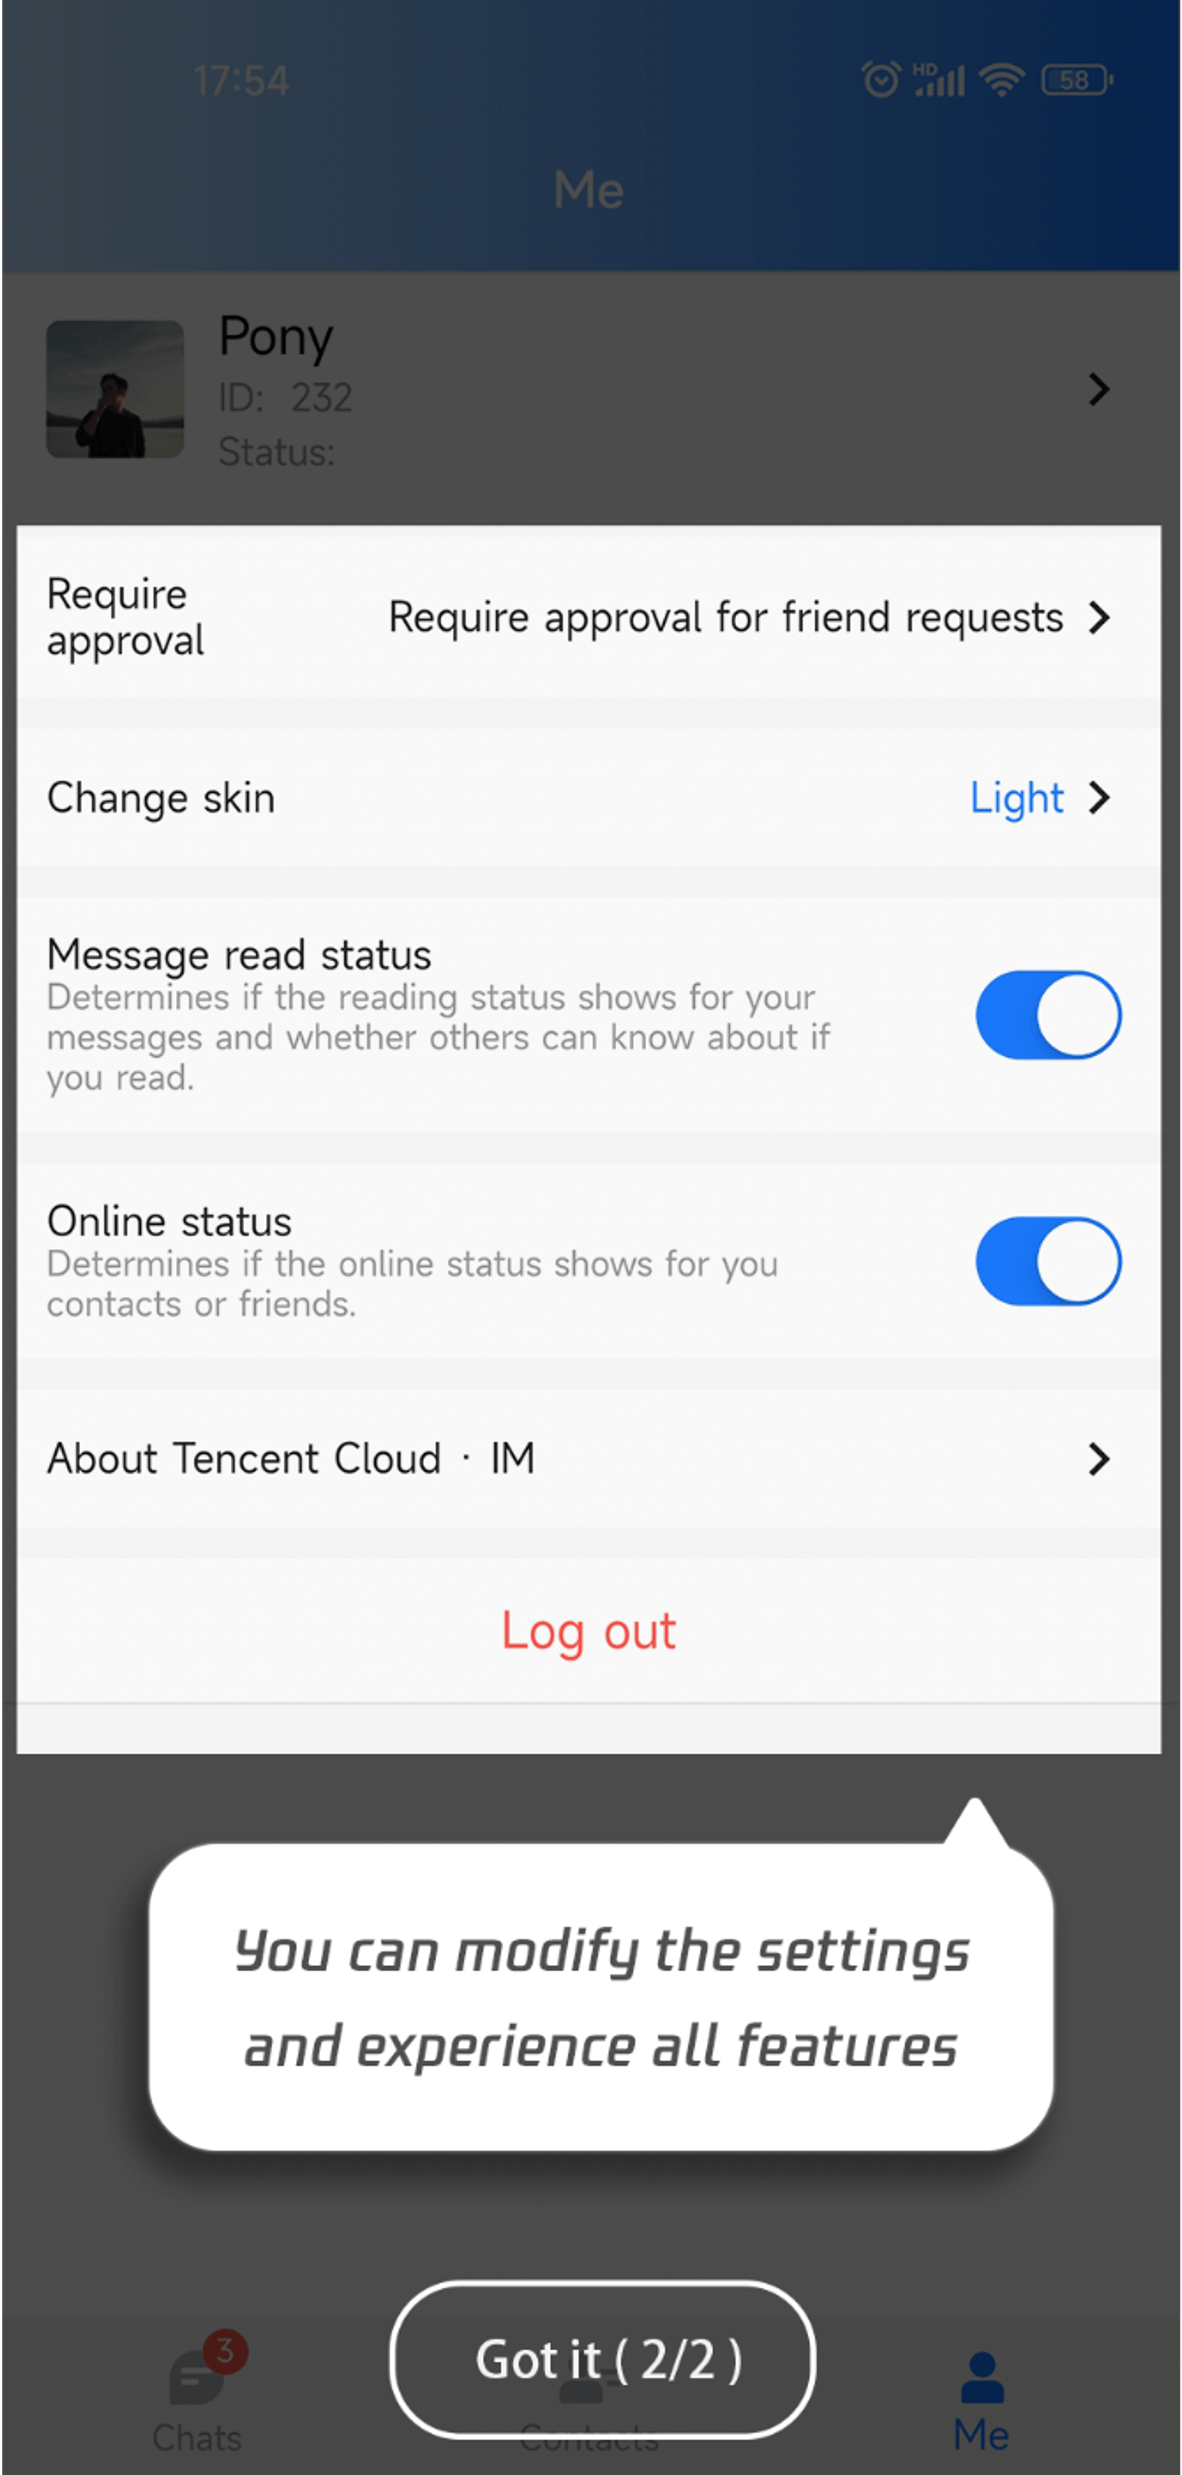 17:54
HD
58
Me
Pony
ID: 232
Status:
Require
approval
Require approval for friend requests
Change skin
Light
Message read status
Determines if the reading status shows for your
messages and whether others can know about if
you read.
Online status
Determines if the online status shows for you
contacts or friends.
About Tencent Cloud · IM
Log out
You can modify the settings
and experience all features
Got it ( 2/2 )
3
Chats
Contacts
Me